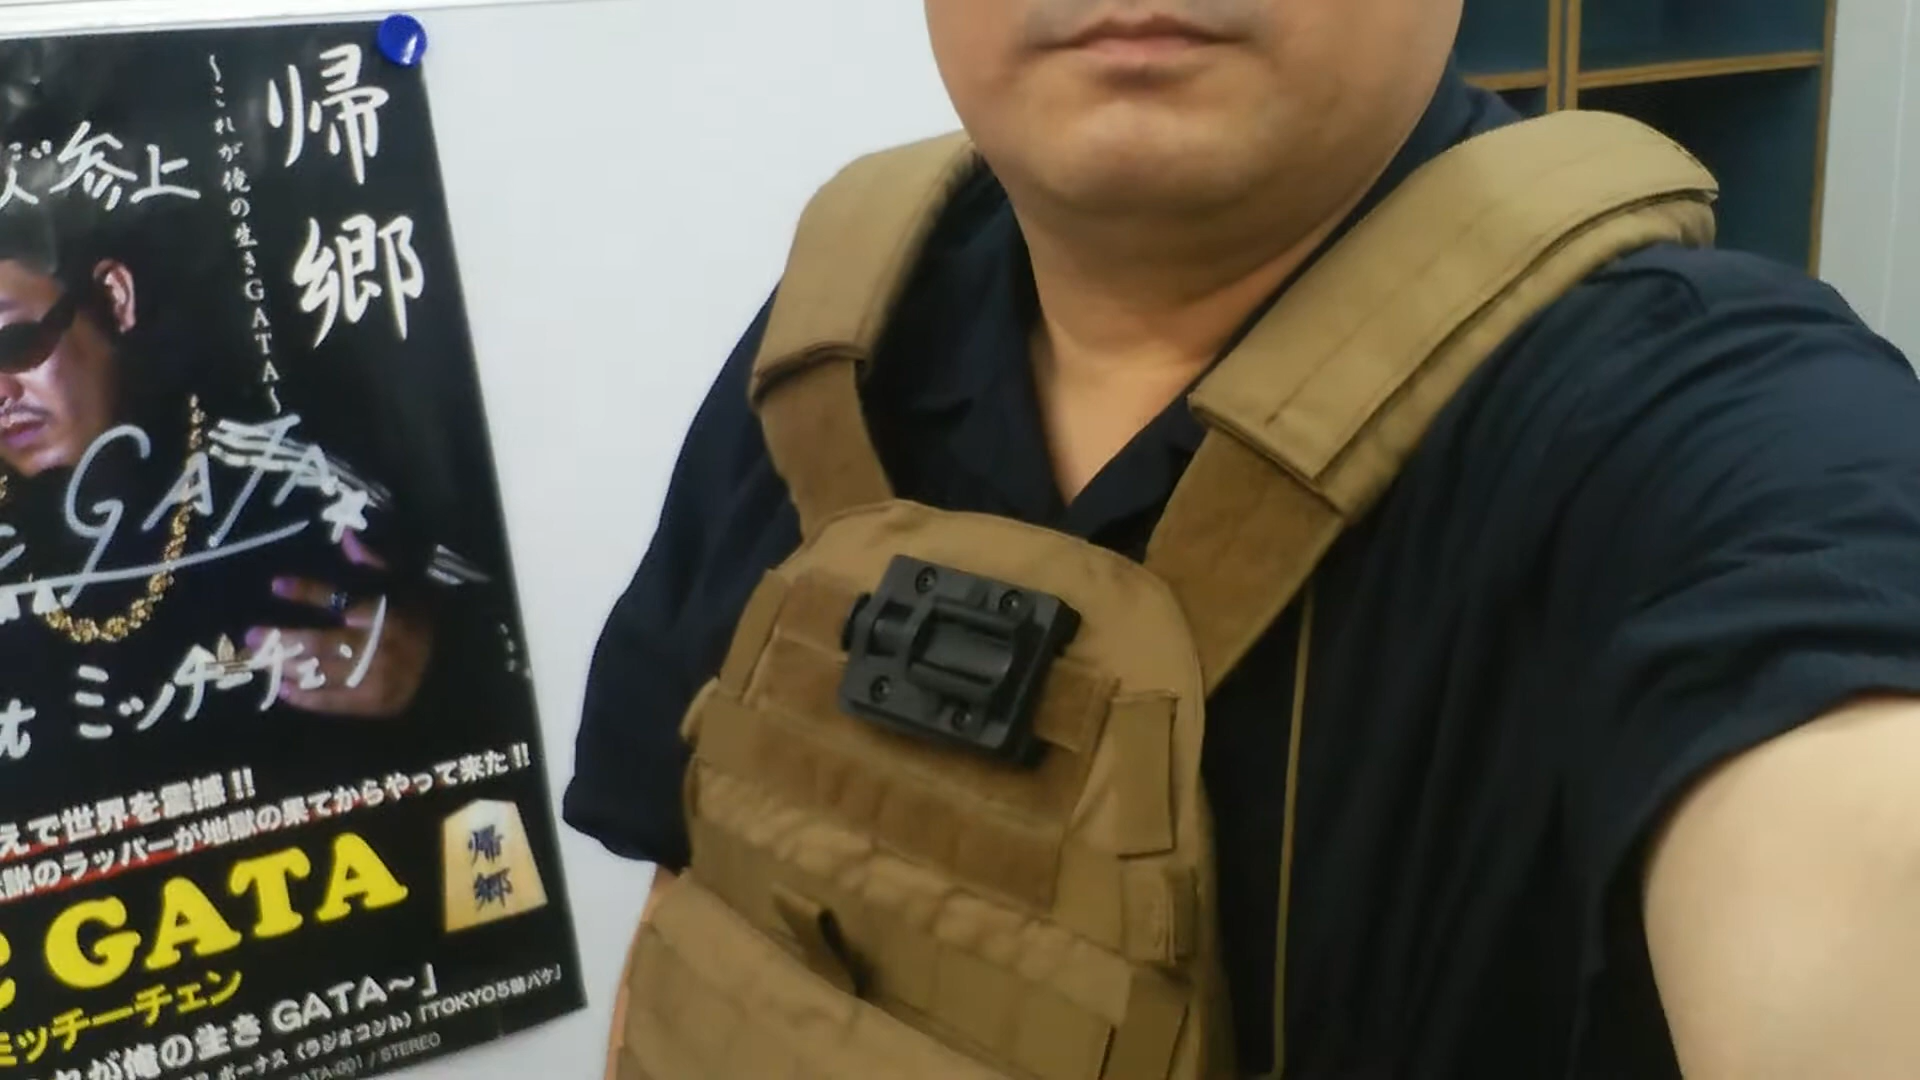 帰郷
～これが俺の生きGATA～
参上
GATA
ミッチーチェン
えで世界を震撼!!
説のラッパーが地獄の果てからやって来た!!
GATA
帰郷
ミッチーチェン
れが俺の生き GATA～」
ボーナス（ラジオコント）「TOKYO5時パケ」
GATA-001 / STEREO